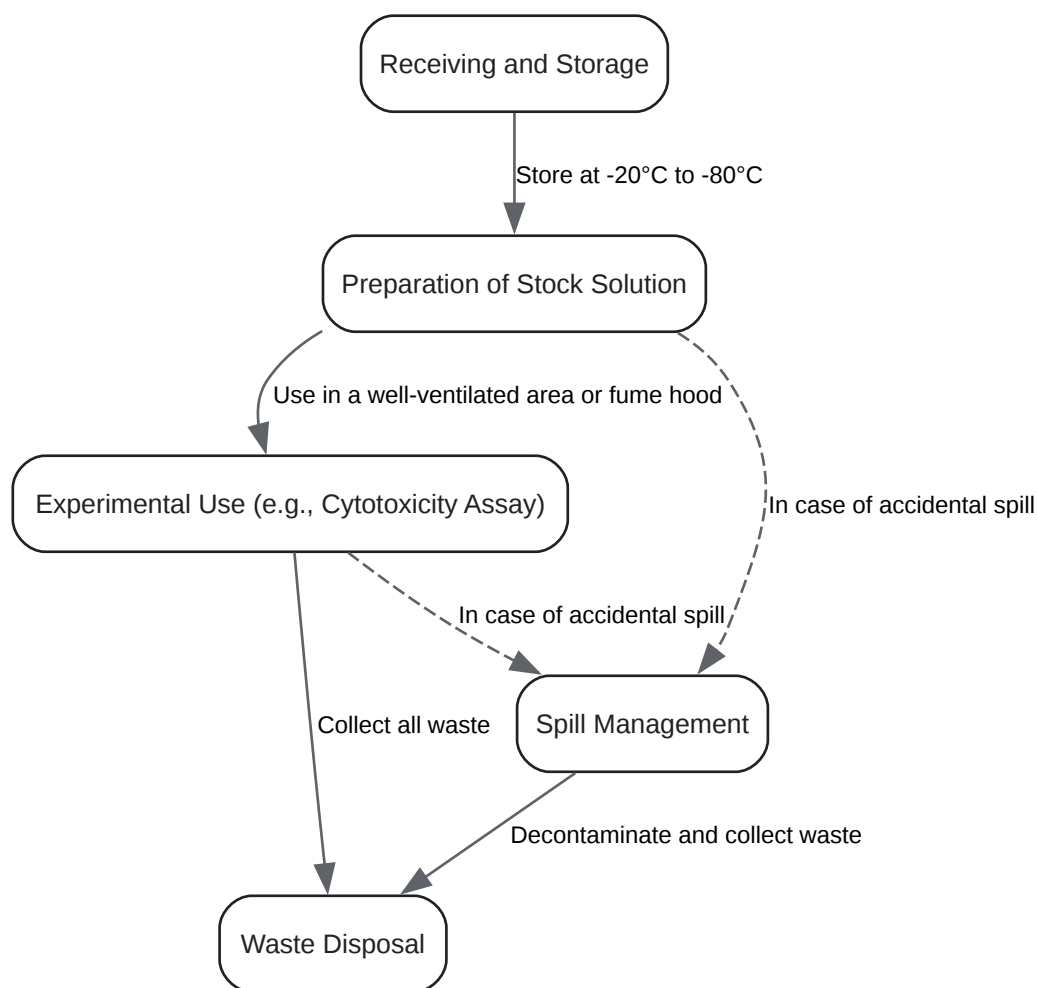 Receiving and Storage
Store at -20°C to -80°C
Preparation of Stock Solution
Use in a well-ventilated area or fume hood
Experimental Use (e.g., Cytotoxicity Assay)
In case of accidental spill
In case of accidental spill
Spill Management
Collect all waste
Decontaminate and collect waste
Waste Disposal